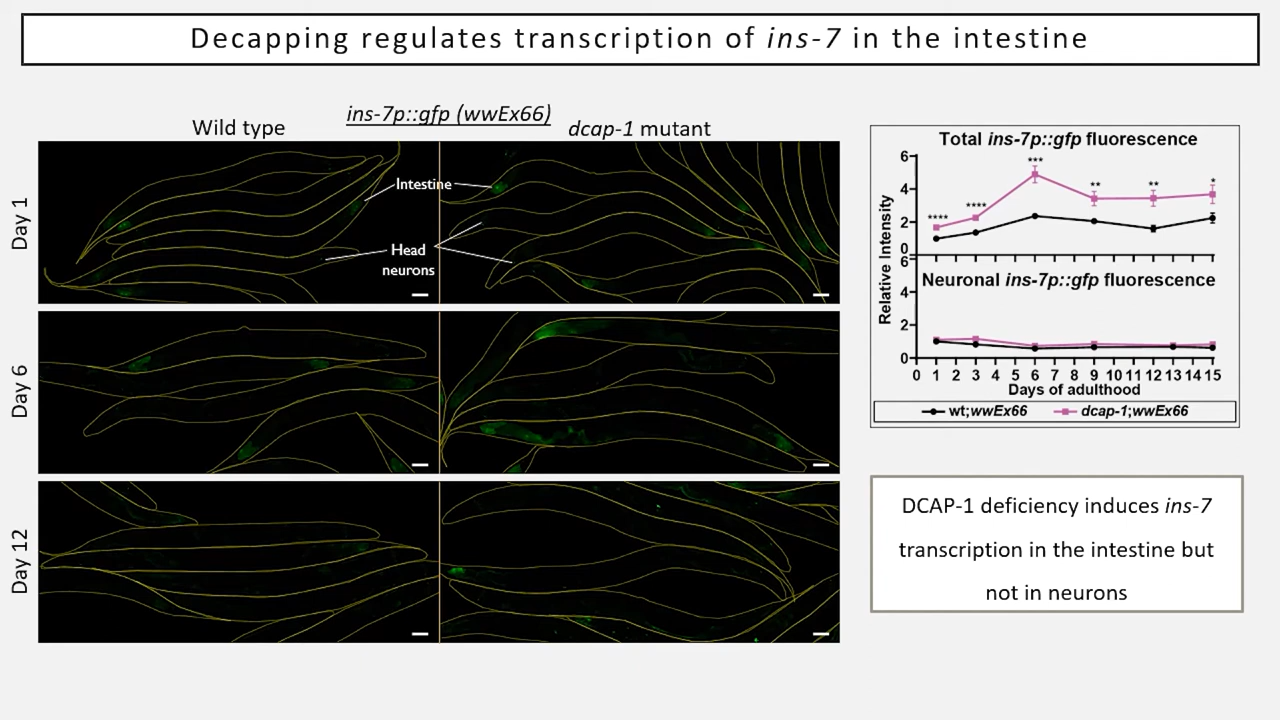 Decapping regulates transcription of ins-7 in the intestine
ins-7p::gfp (wwEx66)
Wild type
dcap-1 mutant
Day 1
Intestine
Head
neurons
Day 6
Day 12
Total ins-7p::gfp fluorescence
****
****
***
**
**
*
6
4
2
0
Relative Intensity
Neuronal ins-7p::gfp fluorescence
6
4
2
0
0 1 2 3 4 5 6 7 8 9 10 11 12 13 14 15
Days of adulthood
wt;wwEx66
dcap-1;wwEx66
DCAP-1 deficiency induces ins-7
transcription in the intestine but
not in neurons